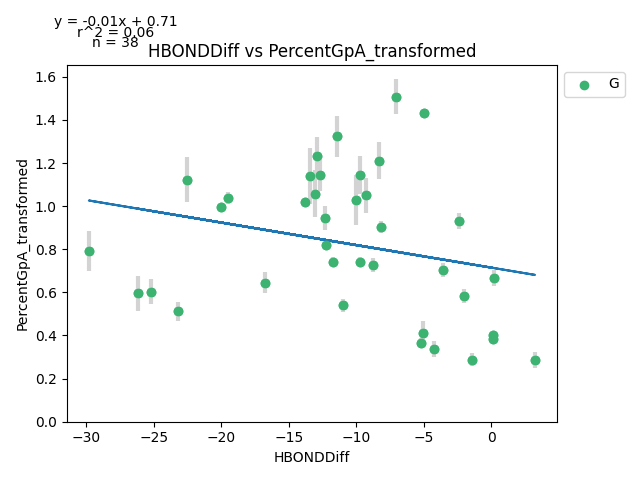 y = -0.01x + 0.71
r^2 = 0.06
n = 38
HBONDDiff vs PercentGpA_transformed
G
PercentGpA_transformed
1.6
1.4
1.2
1.0
0.8
0.6
0.4
0.2
0.0
−30 −25 −20 −15 −10 −5 0
HBONDDiff